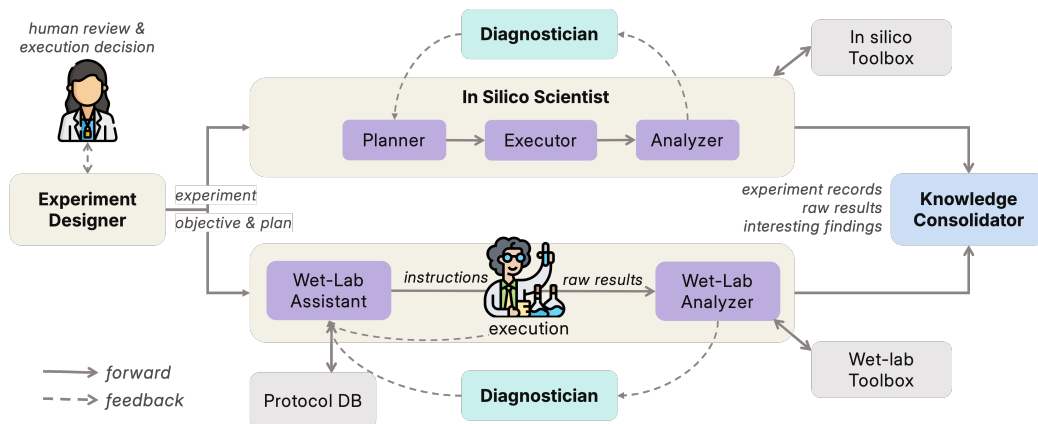 human review &
execution decision
Experiment
Designer
experiment
objective & plan
Diagnostician
In Silico Scientist
Planner
Executor
Analyzer
In silico
Toolbox
experiment records
raw results
interesting findings
Knowledge
Consolidator
Wet-Lab
Assistant
instructions
execution
raw results
Wet-Lab
Analyzer
Protocol DB
Diagnostician
Wet-lab
Toolbox
forward
feedback